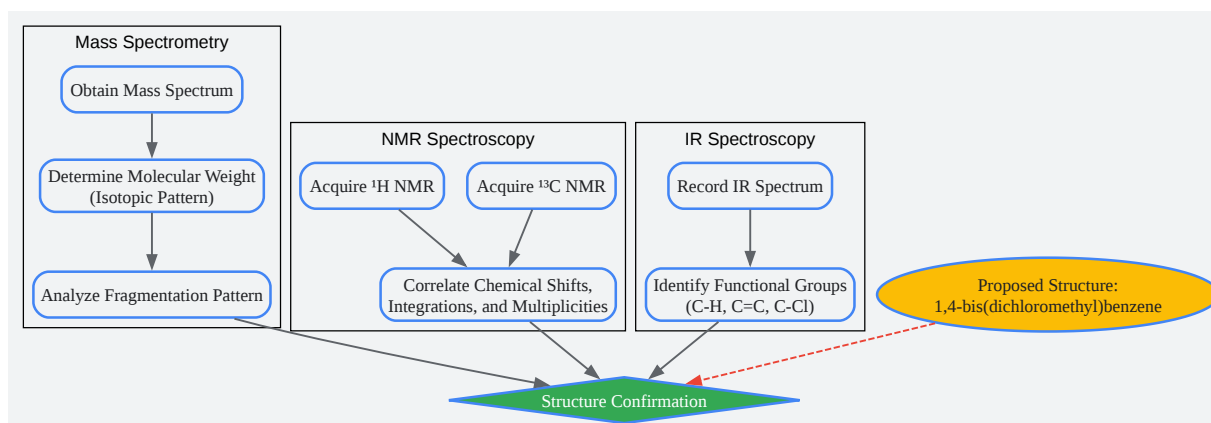 Mass Spectrometry
Obtain Mass Spectrum
Determine Molecular Weight
(Isotopic Pattern)
Analyze Fragmentation Pattern
NMR Spectroscopy
Acquire ¹H NMR
Acquire ¹³C NMR
Correlate Chemical Shifts,
Integrations, and Multiplicities
IR Spectroscopy
Record IR Spectrum
Identify Functional Groups
(C-H, C=C, C-Cl)
Proposed Structure:
1,4-bis(dichloromethyl)benzene
Structure Confirmation